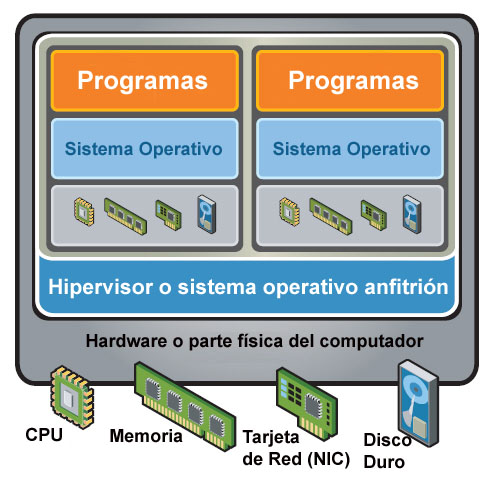 Programas
Programas
Sistema Operativo
Sistema Operativo
Hipervisor o sistema operativo anfitrión
Hardware o parte física del computador
CPU
Memoria
Tarjeta
de Red (NIC)
Disco
Duro